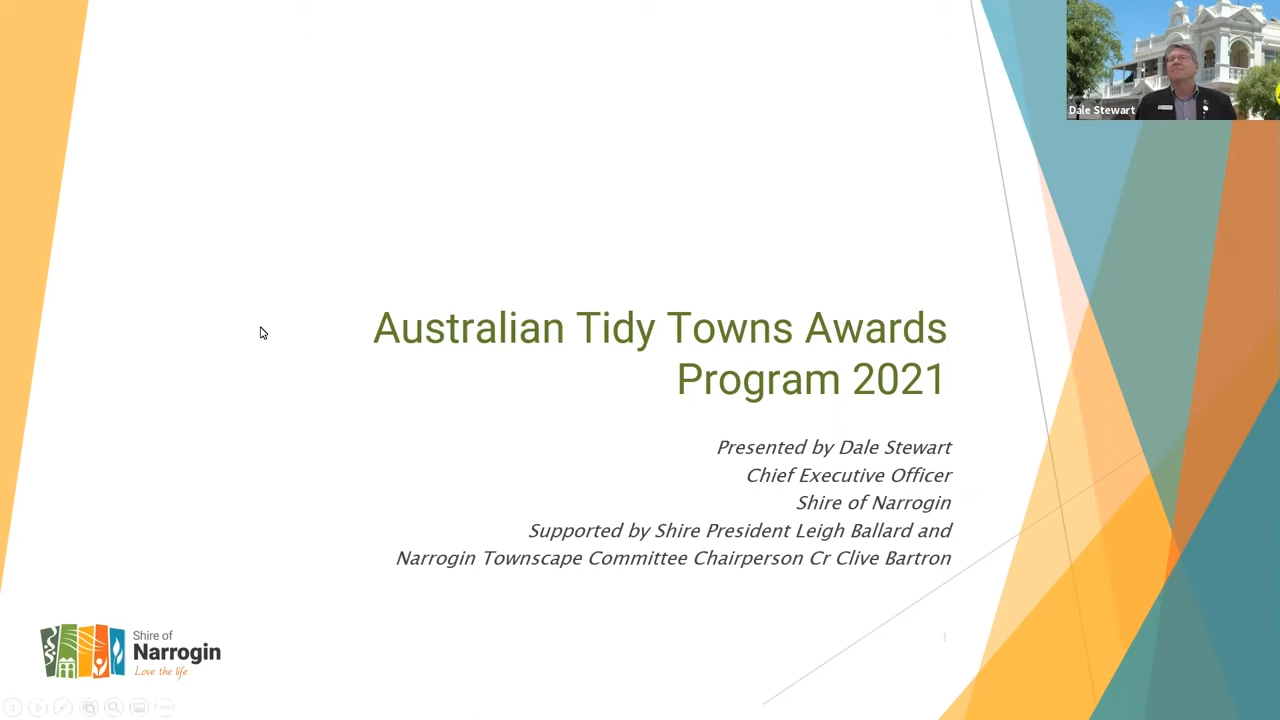 Dale Stewart
Australian Tidy Towns Awards
Program 2021
Presented by Dale Stewart
Chief Executive Officer
Shire of Narrogin
Supported by Shire President Leigh Ballard and
Narrogin Townscape Committee Chairperson Cr Clive Bartron
1
Shire of
Narrogin
Love the life